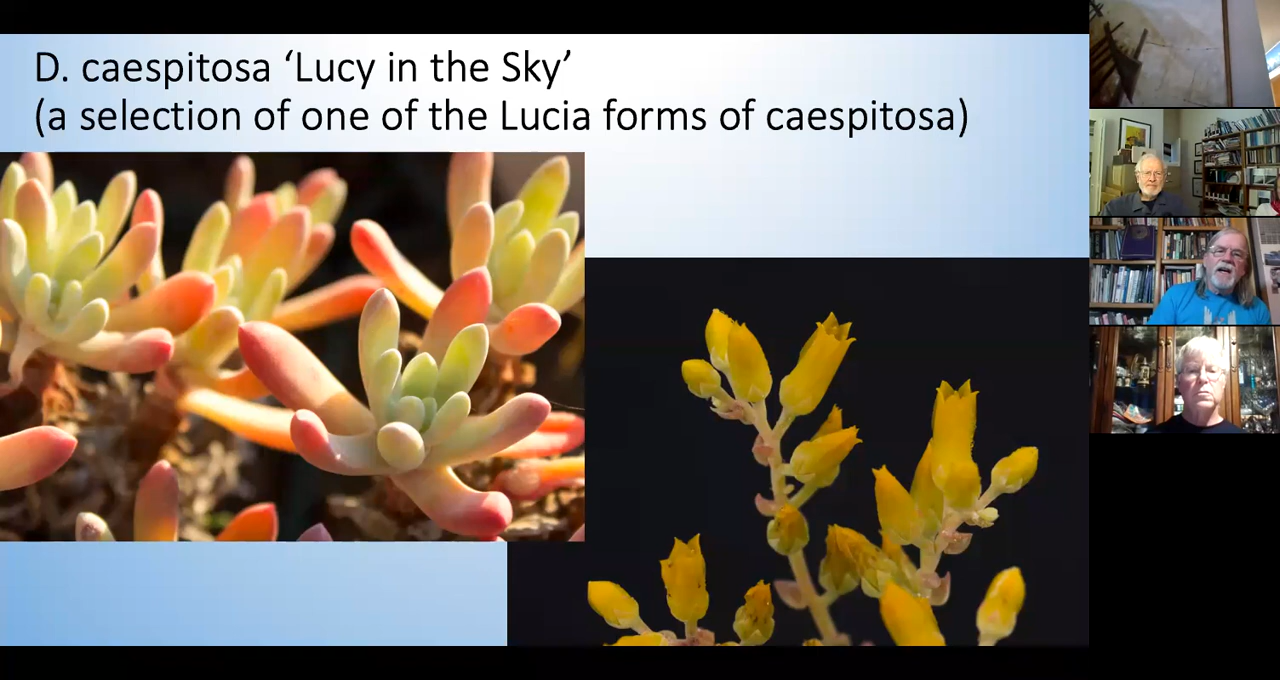 D. caespitosa ‘Lucy in the Sky’
(a selection of one of the Lucia forms of caespitosa)